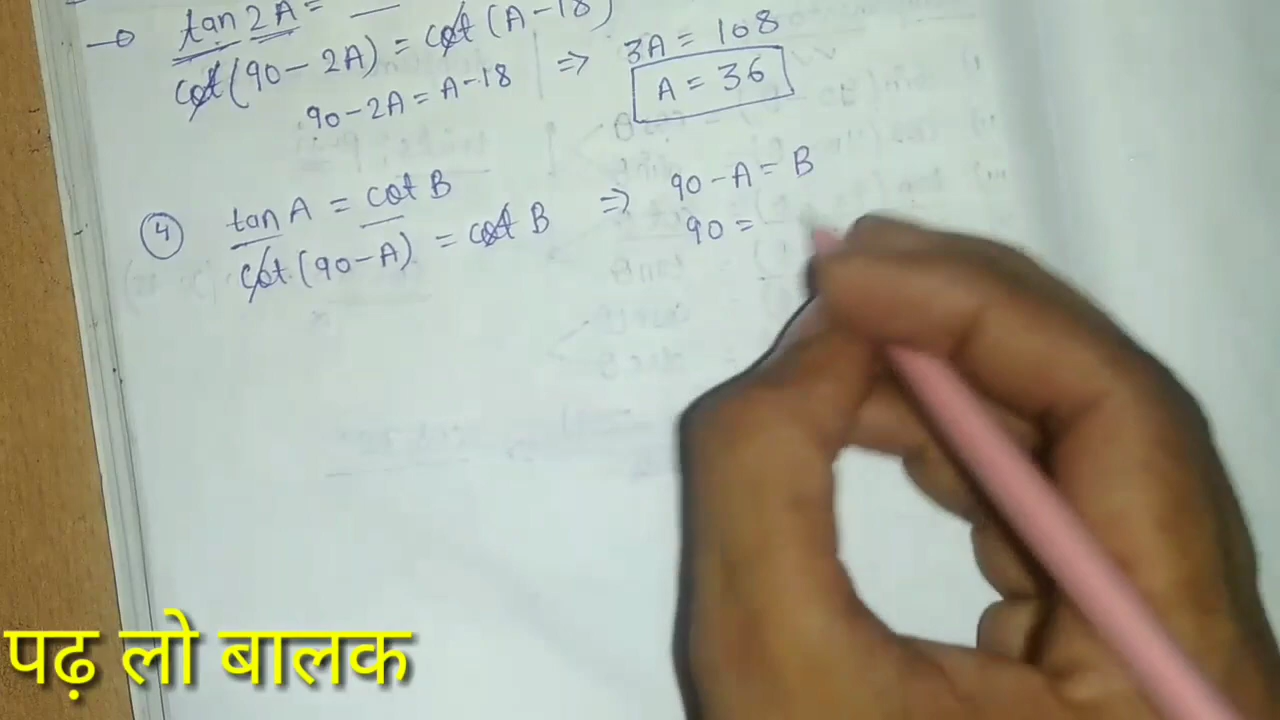 tan 2A =
cot (90 - 2A) = cot (A - 18)
90 - 2A = A - 18 ⇒ 3A = 108
A = 36
4 tan A = cot B
cot (90 - A) = cot B ⇒ 90 - A = B
90 =
पढ़ लो बालक